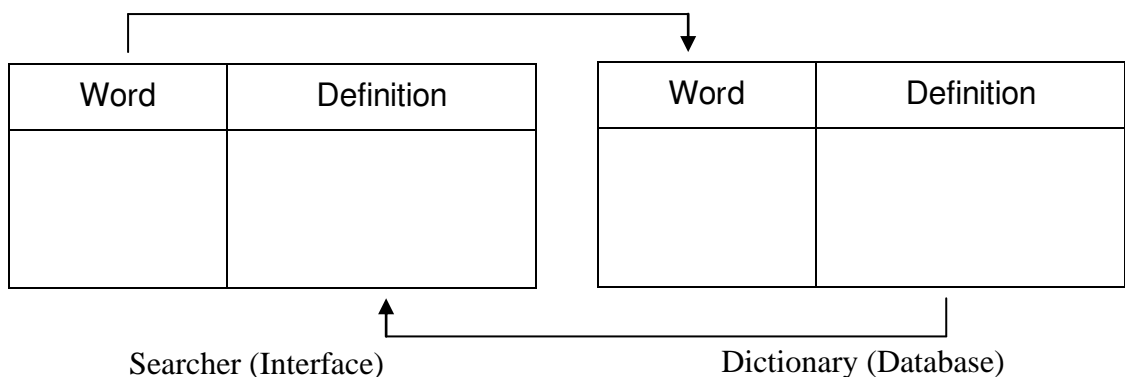 Word Definition Word Definition
Searcher (Interface) Dictionary (Database)